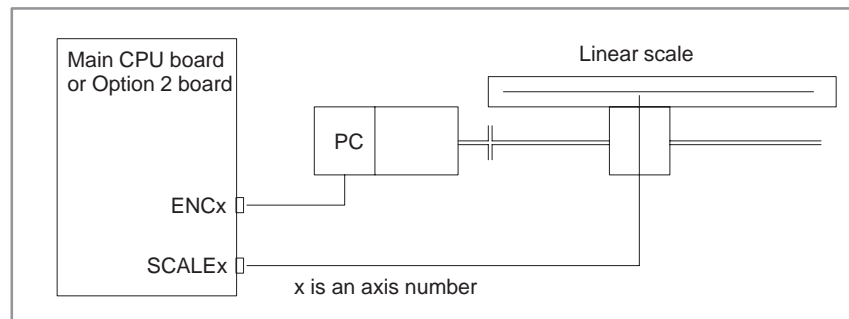 Main CPU board
or Option 2 board
Linear scale
PC
ENCx
SCALEx
x is an axis number